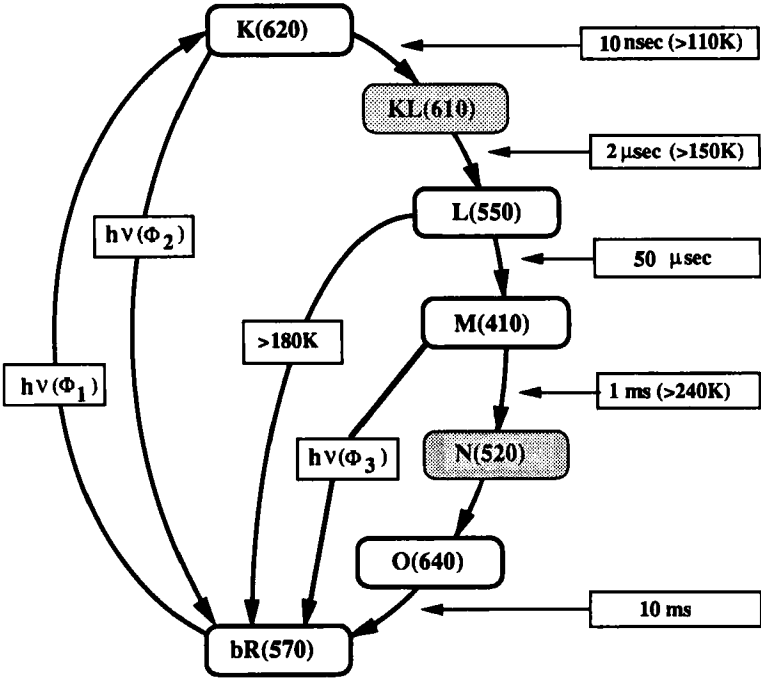 K(620)
10 nsec (>110K)
KL(610)
2 μsec (>150K)
L(550)
hν(Φ2)
50 μsec
M(410)
>180K
hν(Φ1)
1 ms (>240K)
N(520)
hν(Φ3)
O(640)
10 ms
bR(570)